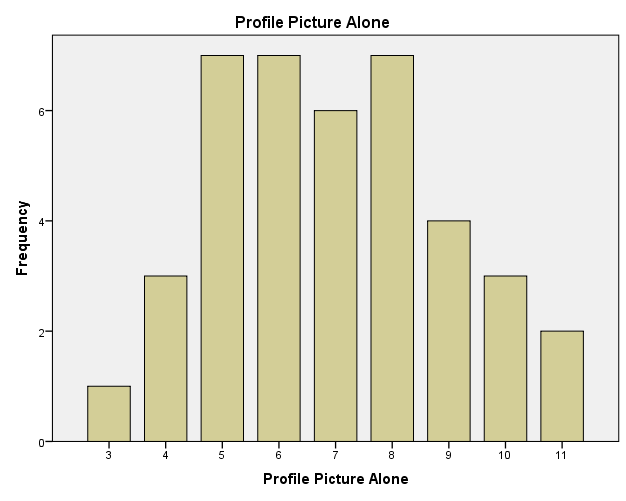 Profile Picture Alone
6
4
2
0
Frequency
3 4 5 6 7 8 9 10 11
Profile Picture Alone